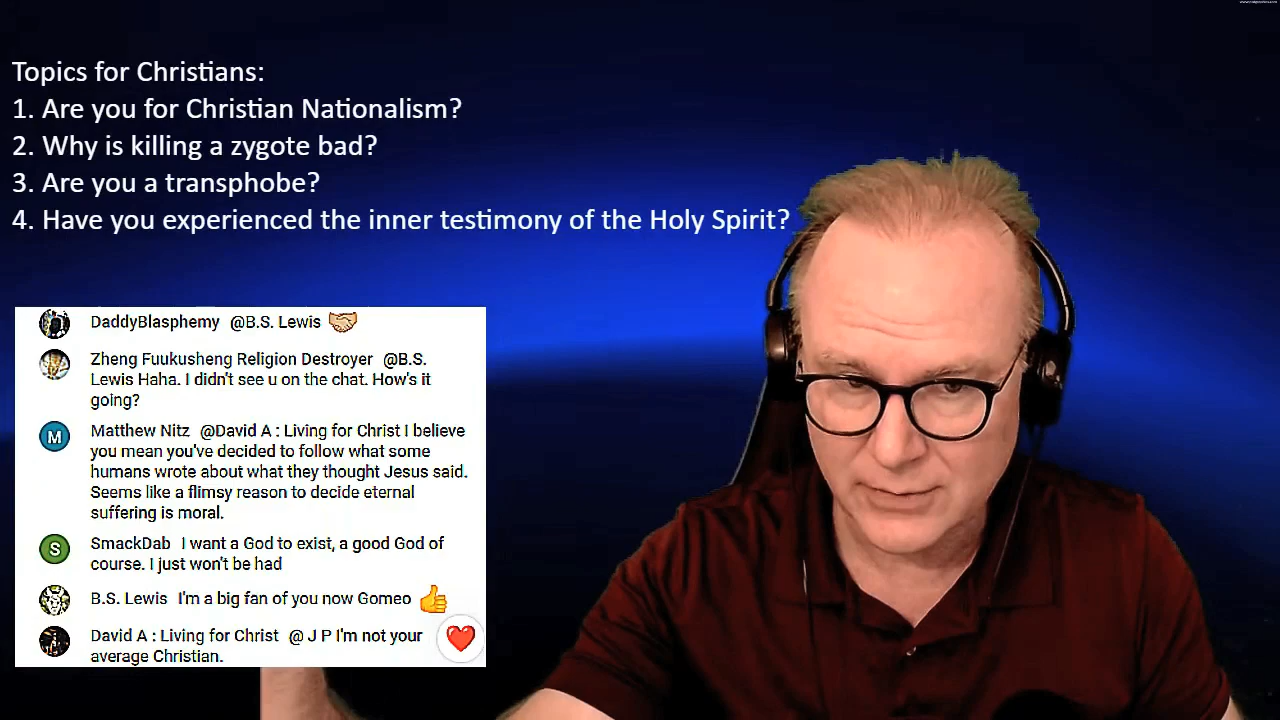 Topics for Christians:
1. Are you for Christian Nationalism?
2. Why is killing a zygote bad?
3. Are you a transphobe?
4. Have you experienced the inner testimony of the Holy Spirit?
DaddyBlasphemy @B.S. Lewis 🤝
Zheng Fuukusheng Religion Destroyer @B.S.
Lewis Haha. I didn't see u on the chat. How's it
going?
M
Matthew Nitz @David A : Living for Christ I believe
you mean you've decided to follow what some
humans wrote about what they thought Jesus said.
Seems like a flimsy reason to decide eternal
suffering is moral.
S
SmackDab I want a God to exist, a good God of
course. I just won't be had
B.S. Lewis I'm a big fan of you now Gomeo 👍
David A : Living for Christ @ J P I'm not your
average Christian.